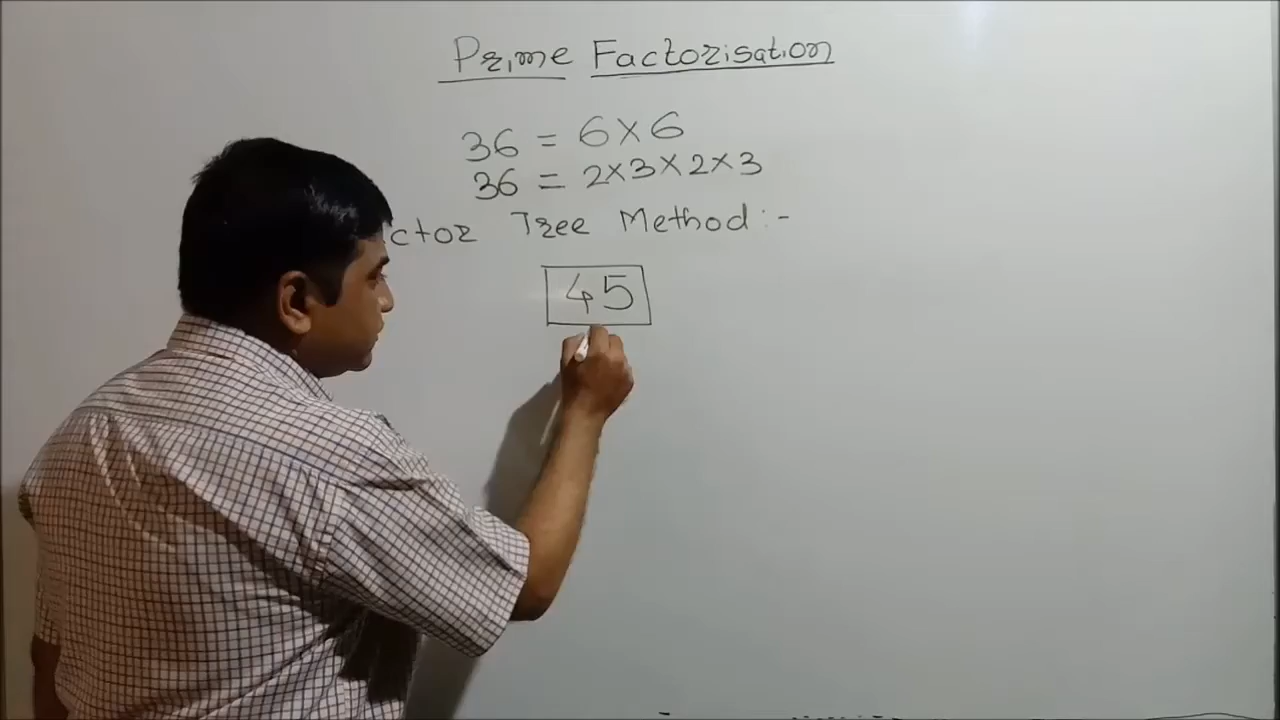 Prime Factorisation
36 = 6×6
36 = 2×3×2×3
ctor Tree Method:-
45